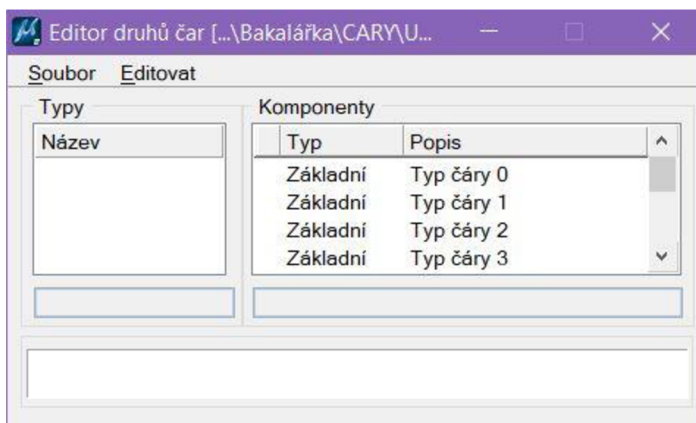 Editor druhů čar [...\Bakalářka\CARY\U...
Soubor Editovat
Typy
Název
Komponenty
Typ Popis
Základní Typ čáry 0
Základní Typ čáry 1
Základní Typ čáry 2
Základní Typ čáry 3